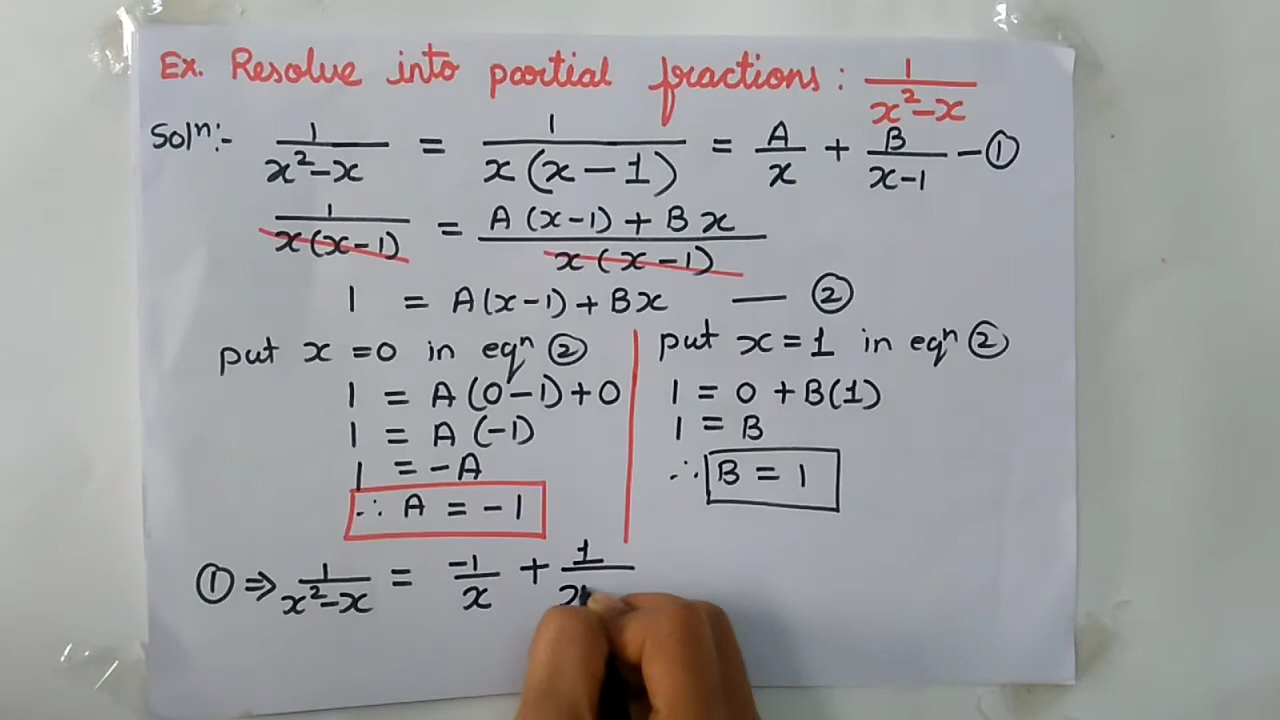 Ex. Resolve into partial fractions: 1/(x²-x)
Solⁿ:- 1/(x²-x) = 1/(x(x-1)) = A/x + B/(x-1) -①
1/(x(x-1)) = (A(x-1)+Bx)/(x(x-1))
1 = A(x-1)+Bx — ②
put x=0 in eqⁿ ②
1 = A(0-1)+0
1 = A(-1)
1 = -A
∴ A = -1
put x=1 in eqⁿ ②
1 = 0+B(1)
1 = B
∴ B = 1
① ⇒ 1/(x²-x) = -1/x + 1/x